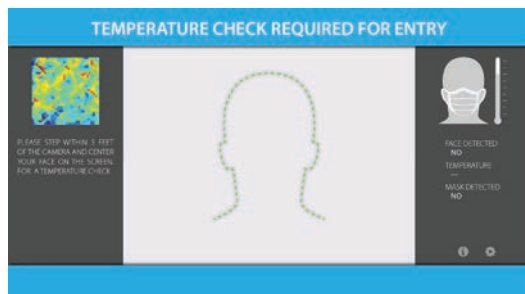 TEMPERATURE CHECK REQUIRED FOR ENTRY
PLEASE STEP WITHIN 3 FEET
OF THE CAMERA AND CENTER
YOUR FACE ON THE SCREEN
FOR A TEMPERATURE CHECK
FACE DETECTED
NO
TEMPERATURE
---
MASK DETECTED
NO